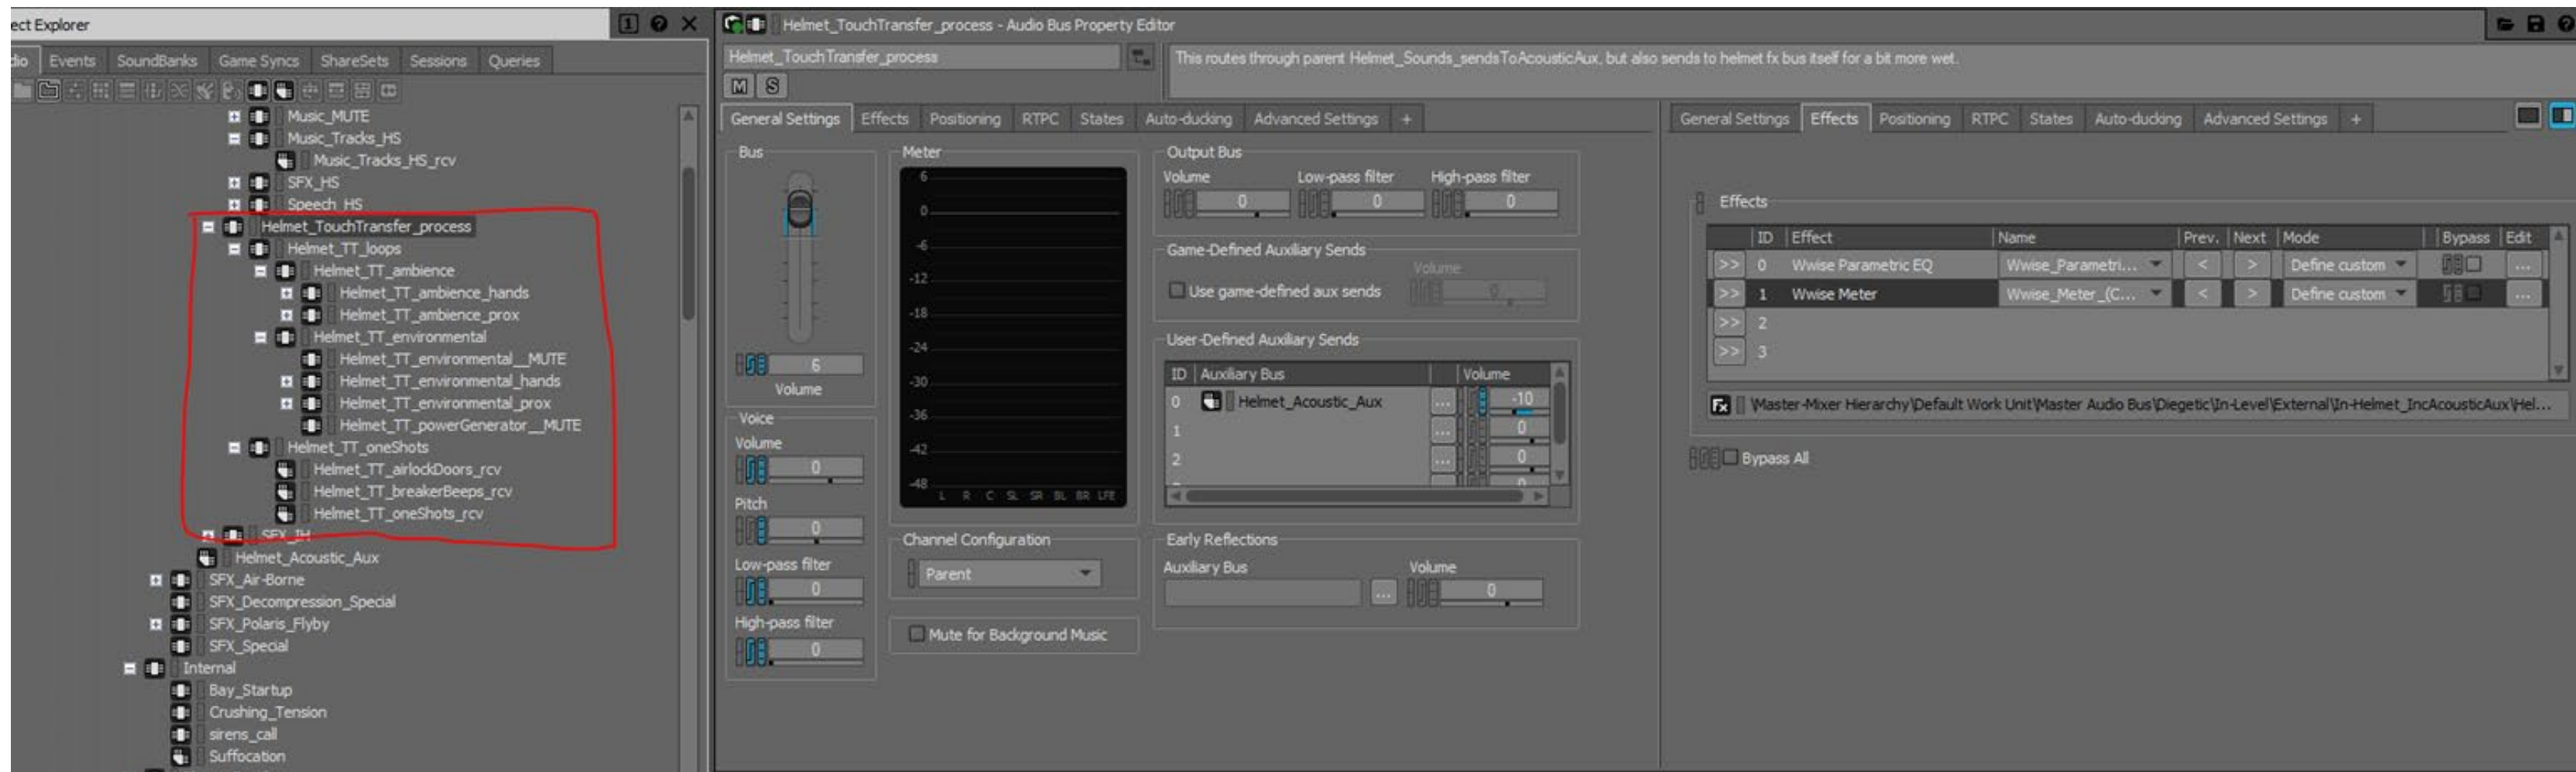 ect Explorer
dio Events SoundBanks Game Syncs ShareSets Sessions Queries
Music_MUTE
Music_Tracks_HS
Music_Tracks_HS_rcv
SFX_HS
Speech_HS
Helmet_TouchTransfer_process
Helmet_TT_loops
Helmet_TT_ambience
Helmet_TT_ambience_hands
Helmet_TT_ambience_prox
Helmet_TT_environmental
Helmet_TT_environmental__MUTE
Helmet_TT_environmental_hands
Helmet_TT_environmental_prox
Helmet_TT_powerGenerator__MUTE
Helmet_TT_oneShots
Helmet_TT_airlockDoors_rcv
Helmet_TT_breakerBeeps_rcv
Helmet_TT_oneShots_rcv
SFX_IH
Helmet_Acoustic_Aux
SFX_Air-Borne
SFX_Decompression_Special
SFX_Polaris_Flyby
SFX_Special
Internal
Bay_Startup
Crushing_Tension
sirens_call
Suffocation
Helmet_TouchTransfer_process - Audio Bus Property Editor
Helmet_TouchTransfer_process
This routes through parent Helmet_Sounds_sendsToAcousticAux, but also sends to helmet fx bus itself for a bit more wet.
M S
General Settings Effects Positioning RTPC States Auto-ducking Advanced Settings +
Bus
6
Volume
Voice
Volume
0
Pitch
0
Low-pass filter
0
High-pass filter
0
Meter
6
0
-6
-12
-18
-24
-30
-36
-42
-48
L R C SL SR BL BR LFE
Channel Configuration
Parent
Mute for Background Music
Output Bus
Volume Low-pass filter High-pass filter
0 0 0
Game-Defined Auxiliary Sends
Volume
Use game-defined aux sends 0
User-Defined Auxiliary Sends
ID Auxiliary Bus Volume
0 Helmet_Acoustic_Aux ... -10
1 ... 0
2 ... 0
Early Reflections
Auxiliary Bus Volume
... 0
General Settings Effects Positioning RTPC States Auto-ducking Advanced Settings +
Effects
ID Effect Name Prev. Next Mode Bypass Edit
>> 0 Wwise Parametric EQ Wwise_Parametri... < > Define custom ...
>> 1 Wwise Meter Wwise_Meter_(C... < > Define custom ...
>> 2
>> 3
Fx \Master-Mixer Hierarchy\Default Work Unit\Master Audio Bus\Diegetic\In-Level\External\In-Helmet_IncAcousticAux\Hel...
Bypass All